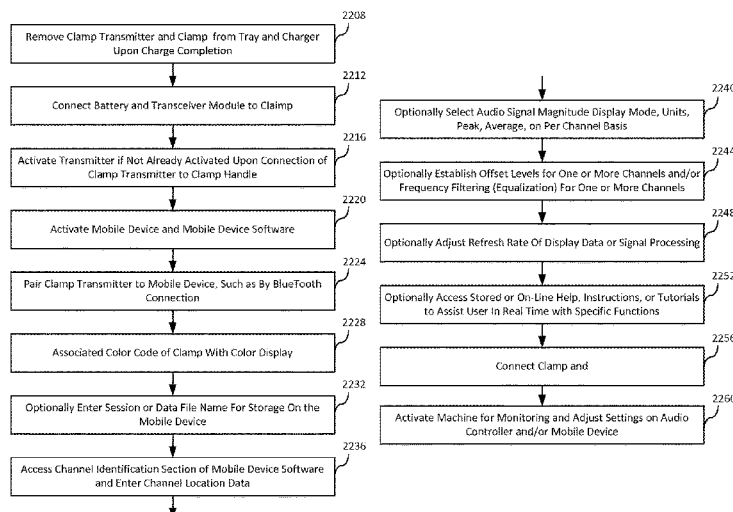 2208
Remove Clamp Transmitter and Clamp from Tray and Charger
Upon Charge Completion
2212
Connect Battery and Transceiver Module to Claimp
2216
Activate Transmitter if Not Already Activated Upon Connection of
Clamp Transmitter to Clamp Handle
2220
Activate Mobile Device and Mobile Device Software
2224
Pair Clamp Transmitter to Mobile Device, Such as By BlueTooth
Connection
2228
Associated Color Code of Clamp With Color Display
2232
Optionally Enter Session or Data File Name For Storage On the
Mobile Device
2236
Access Channel Identification Section of Mobile Device Software
and Enter Channel Location Data
2240
Optionally Select Audio Signal Magnitude Display Mode, Units,
Peak, Average, on Per Channel Basis
2244
Optionally Establish Offset Levels for One or More Channels and/or
Frequency Filtering (Equalization) For One or More Channels
2248
Optionally Adjust Refresh Rate Of Display Data or Signal Processing
2252
Optionally Access Stored or On-Line Help, Instructions, or Tutorials
to Assist User In Real Time with Specific Functions
2256
Connect Clamp and
2260
Activate Machine for Monitoring and Adjust Settings on Audio
Controller and/or Mobile Device